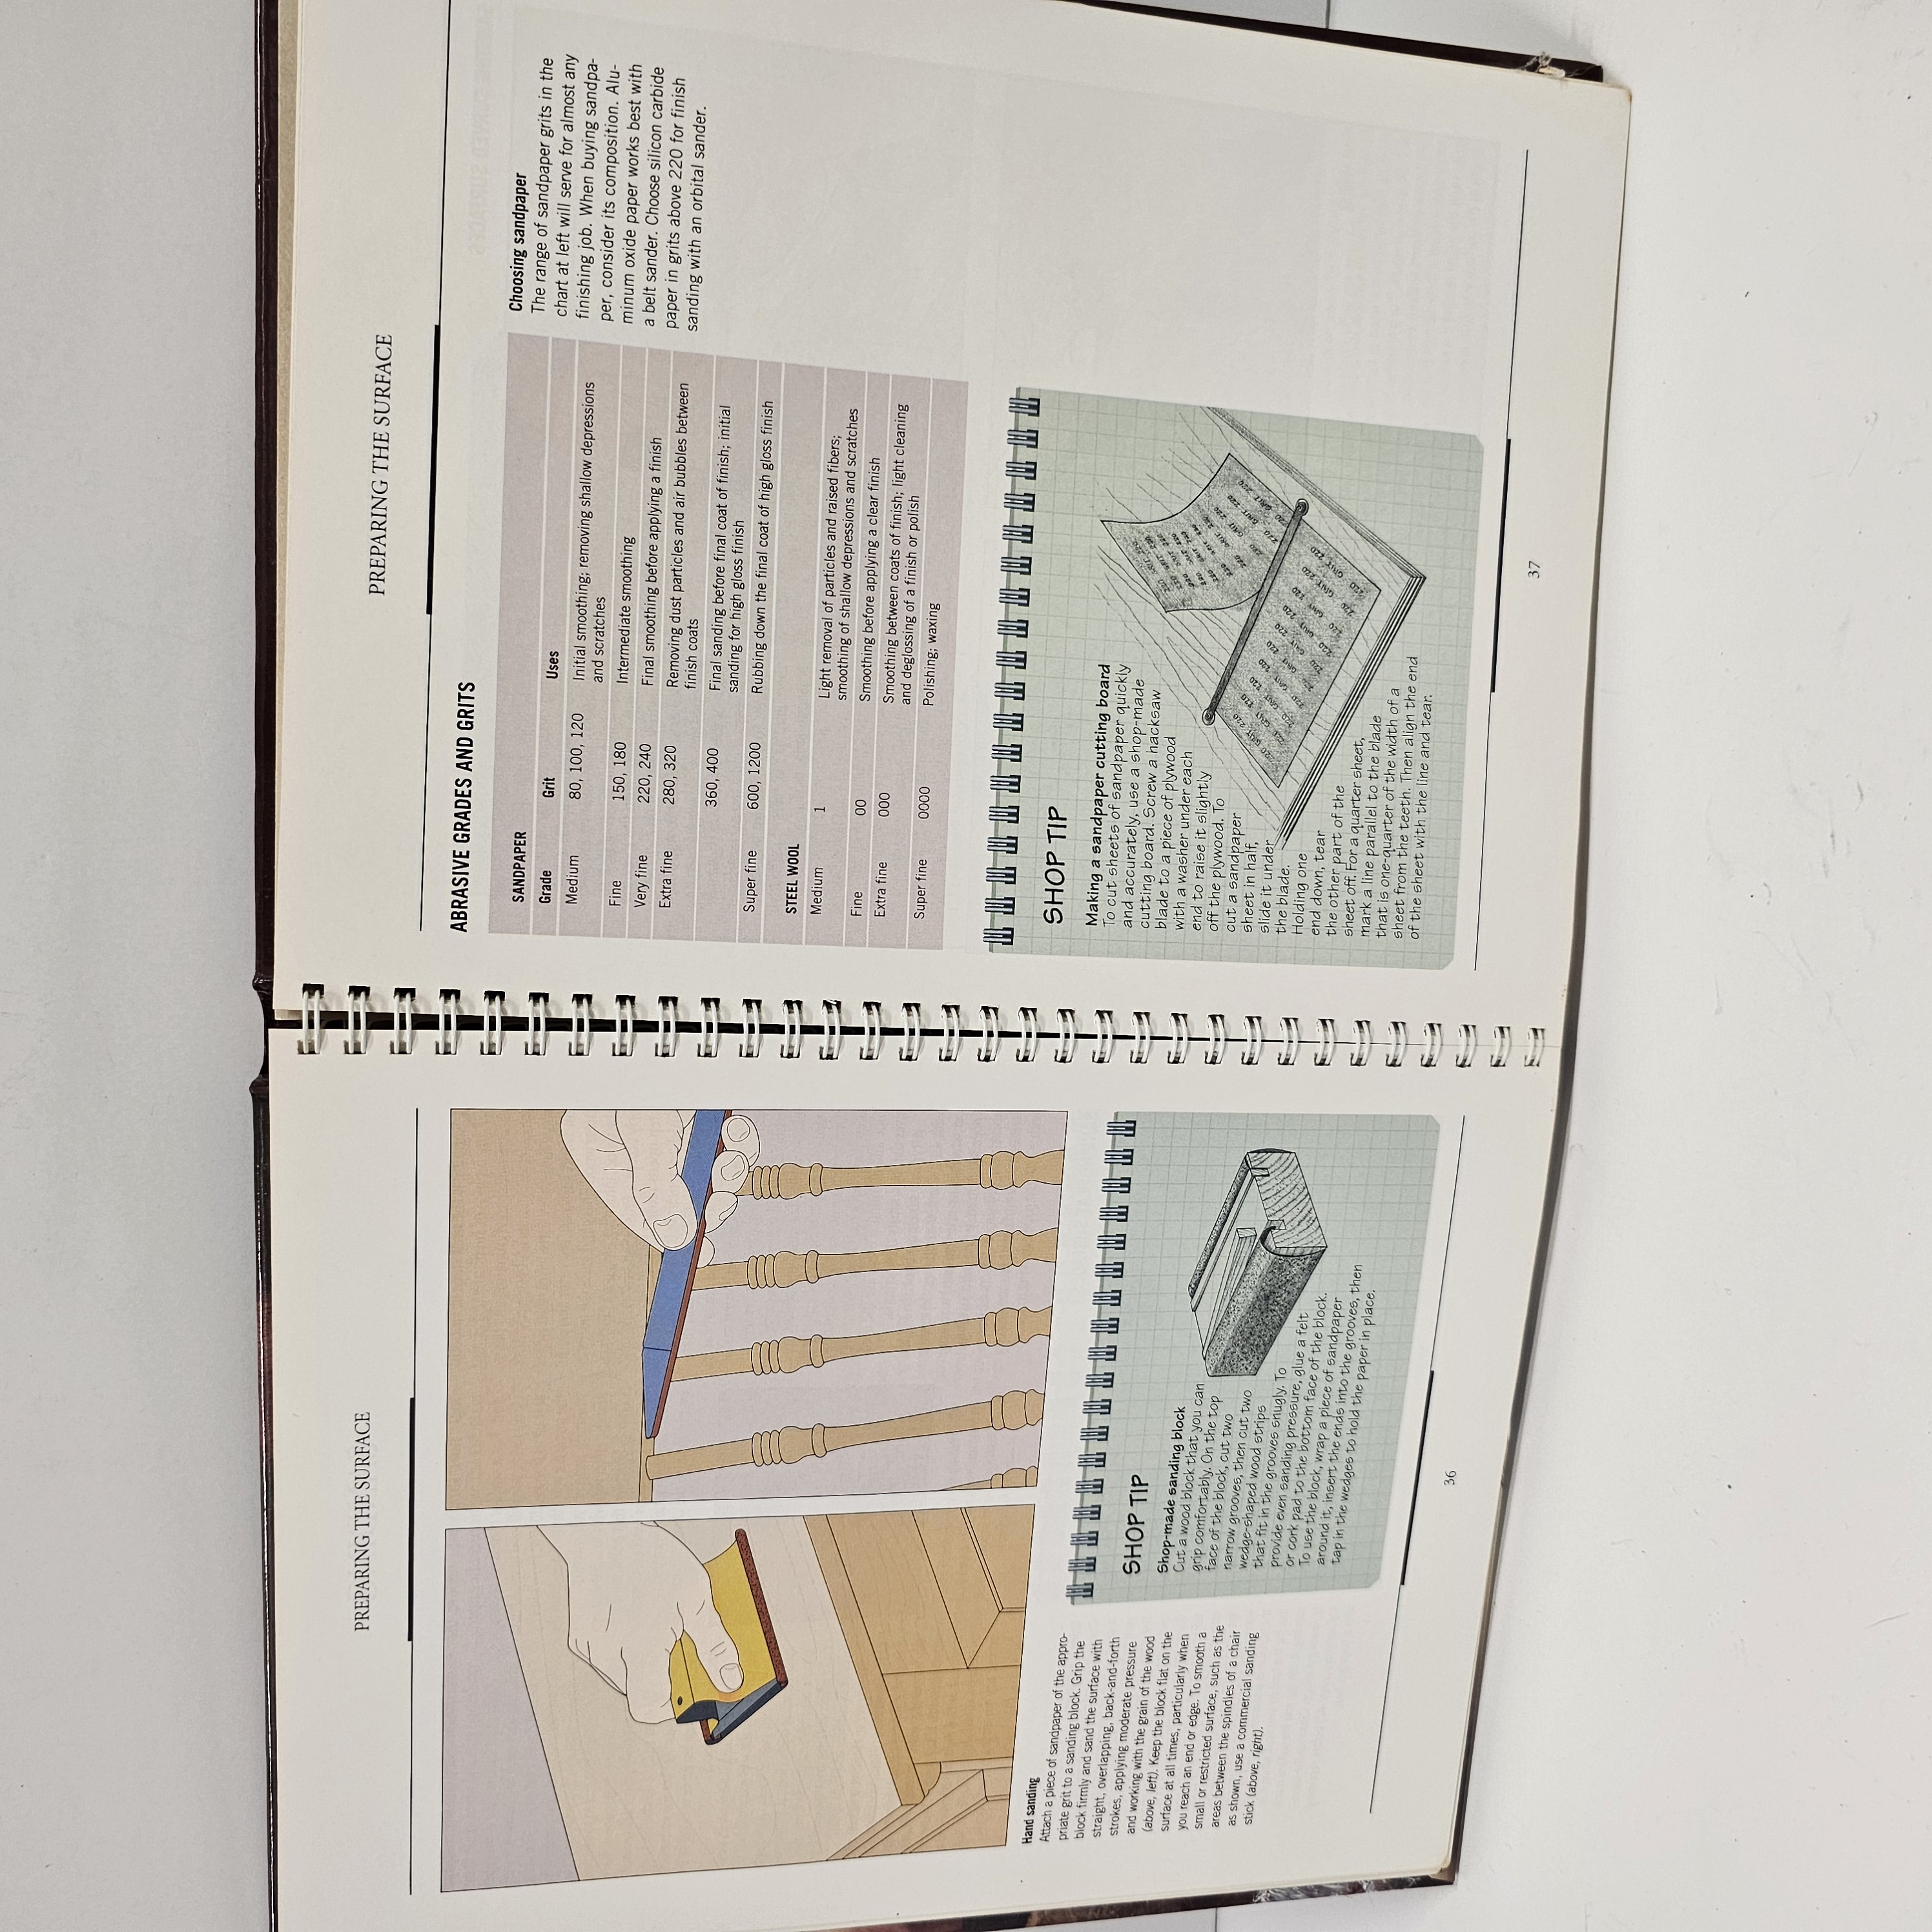 PREPARING THE SURFACE
Hand sanding
Attach a piece of sandpaper of the appro-
priate grit to a sanding block. Grip the
block firmly and sand the surface with
straight, overlapping, back-and-forth
strokes, applying moderate pressure
and working with the grain of the wood
(above, left). Keep the block flat on the
surface at all times, particularly when
you reach an end or edge. To smooth a
small or restricted surface, such as the
areas between the spindles of a chair
as shown, use a commercial sanding
stick (above, right).
SHOP TIP
Shop-made sanding block
Cut a wood block that you can
grip comfortably. On the top
face of the block, cut two
narrow grooves, then cut two
wedge-shaped wood strips
that fit in the grooves snugly. To
provide even sanding pressure, glue a felt
or cork pad to the bottom face of the block.
To use the block, wrap a piece of sandpaper
around it, insert the ends into the grooves, then
tap in the wedges to hold the paper in place.
36
PREPARING THE SURFACE
ABRASIVE GRADES AND GRITS
SANDPAPER
Grade Grit Uses
Medium 80, 100, 120 Initial smoothing; removing shallow depressions
and scratches
Fine 150, 180 Intermediate smoothing
Very fine 220, 240 Final smoothing before applying a finish
Extra fine 280, 320 Removing dust particles and air bubbles between
finish coats
360, 400 Final sanding before final coat of finish; initial
sanding for high gloss finish
Super fine 600, 1200 Rubbing down the final coat of high gloss finish
STEEL WOOL
Medium 1 Light removal of particles and raised fibers;
smoothing of shallow depressions and scratches
Fine 00 Smoothing before applying a clear finish
Extra fine 000 Smoothing between coats of finish; light cleaning
and deglossing of a finish or polish
Super fine 0000 Polishing; waxing
Choosing sandpaper
The range of sandpaper grits in the
chart at left will serve for almost any
finishing job. When buying sandpa-
per, consider its composition. Alu-
minum oxide paper works best with
a belt sander. Choose silicon carbide
paper in grits above 220 for finish
sanding with an orbital sander.
SHOP TIP
Making a sandpaper cutting board
To cut sheets of sandpaper quickly
and accurately, use a shop-made
cutting board. Screw a hacksaw
blade to a piece of plywood
with a washer under each
end to raise it slightly
off the plywood. To
cut a sandpaper
sheet in half,
slide it under
the blade.
Holding one
end down, tear
the other part of the
sheet off. For a quarter sheet,
mark a line parallel to the blade
that is one-quarter of the width of a
sheet from the teeth. Then align the end
of the sheet with the line and tear.
37